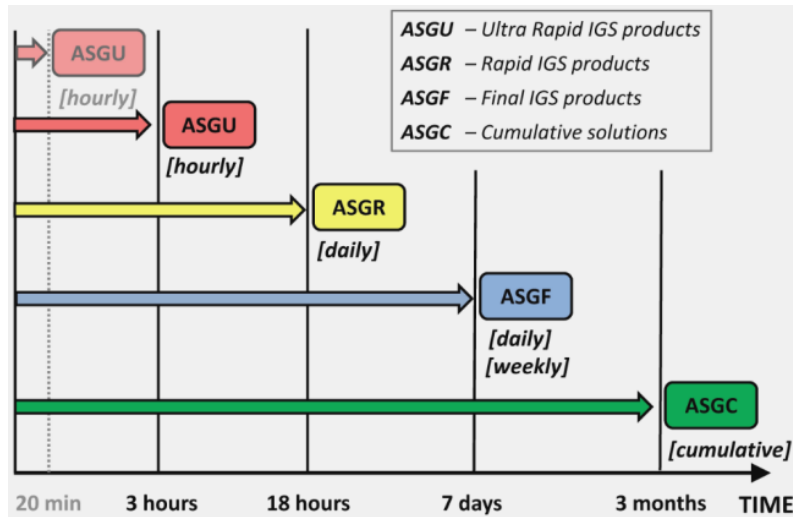 ASGU
[hourly]
ASGU – Ultra Rapid IGS products
ASGR – Rapid IGS products
ASGF – Final IGS products
ASGC – Cumulative solutions
ASGU
[hourly]
ASGR
[daily]
ASGF
[daily]
[weekly]
ASGC
[cumulative]
20 min 3 hours 18 hours 7 days 3 months TIME